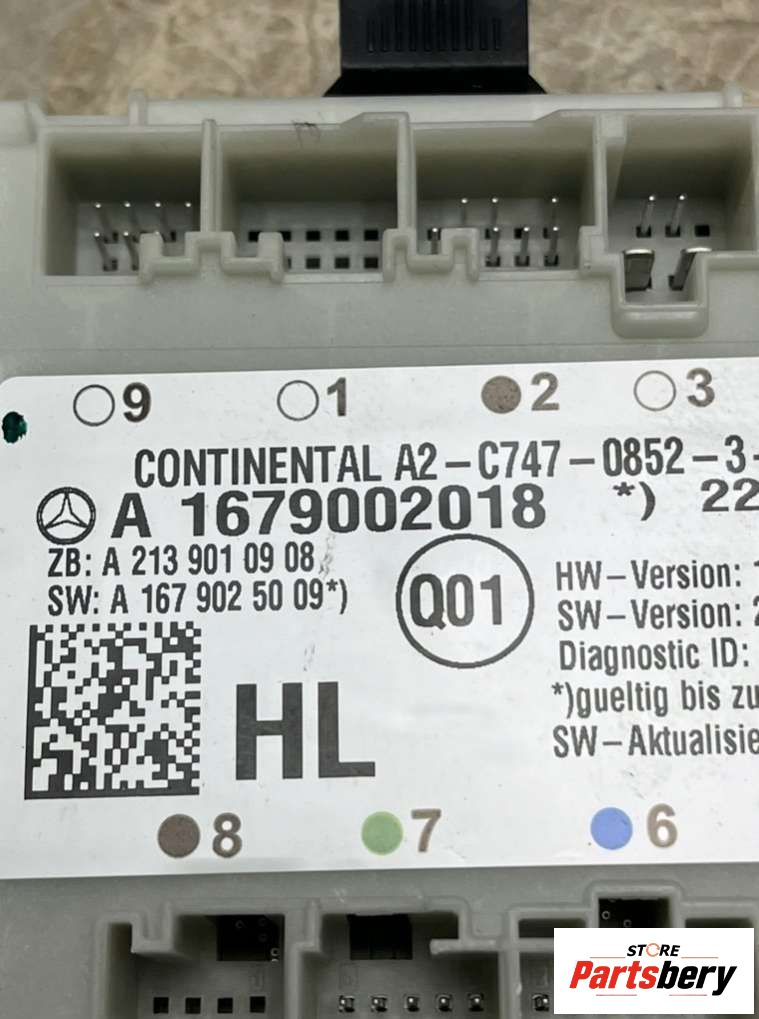 9 1 2 3
CONTINENTAL A2-C747-0852-3-
A 1679002018 *) 22
ZB: A 213 901 09 08
SW: A 167 902 50 09*)
Q01
HW-Version:
SW-Version: 2
Diagnostic ID:
*)gueltig bis zu
SW-Aktualisie
HL
8 7 6
STORE
Partsbery